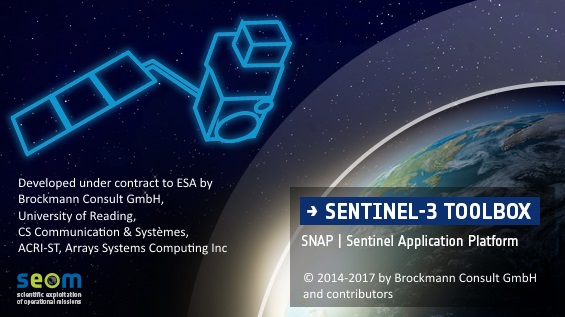 Developed under contract to ESA by
Brockmann Consult GmbH,
University of Reading,
CS Communication & Systèmes,
ACRI-ST, Arrays Systems Computing Inc
seom
scientific exploitation
of operational missions
→ SENTINEL-3 TOOLBOX
SNAP | Sentinel Application Platform
© 2014-2017 by Brockmann Consult GmbH
and contributors